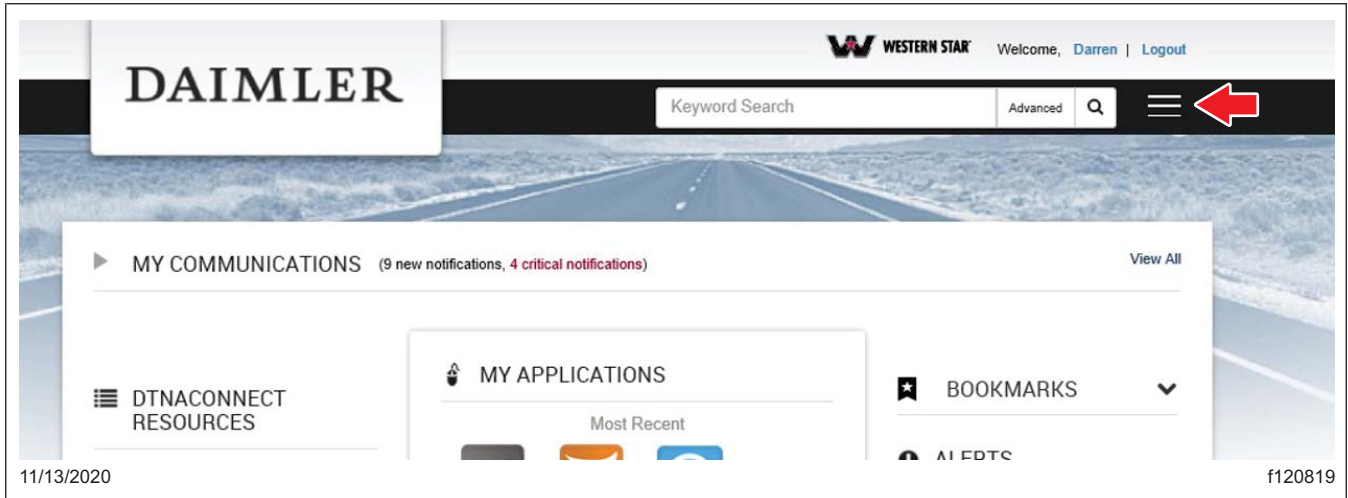 WESTERN STAR Welcome, Darren | Logout
DAIMLER
Keyword Search Advanced
MY COMMUNICATIONS (9 new notifications, 4 critical notifications) View All
DTNACONNECT
RESOURCES
MY APPLICATIONS
Most Recent
BOOKMARKS
ALERTS
11/13/2020 f120819